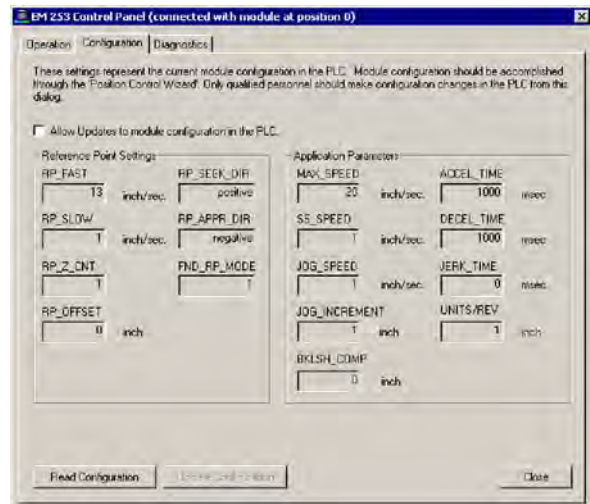 EM 253 Control Panel (connected with module at position 0)
Operation Configuration Diagnostics
These settings represent the current module configuration in the PLC. Module configuration should be accomplished
through the 'Position Control Wizard'. Only qualified personnel should make configuration changes in the PLC from this
dialog.
Allow Updates to module configuration in the PLC.
Reference Point Settings
RP_FAST RP_SEEK_DIR
13 inch/sec. positive
RP_SLOW RP_APPR_DIR
1 inch/sec. negative
RP_Z_CNT FND_RP_MODE
1 1
RP_OFFSET
0 inch
Application Parameters
MAX_SPEED ACCEL_TIME
20 inch/sec. 1000 msec
SS_SPEED DECEL_TIME
1 inch/sec. 1000 msec
JOG_SPEED JERK_TIME
1 inch/sec. 0 msec
JOG_INCREMENT UNITS/REV
1 inch 1 inch
BKLSH_COMP
0 inch
Read Configuration Update Configuration Close